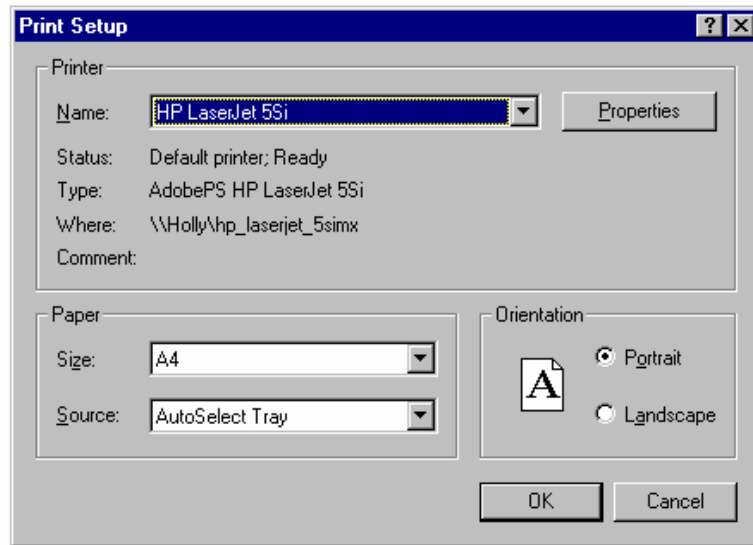 Print Setup
Printer
Name: HP LaserJet 5Si Properties
Status: Default printer; Ready
Type: AdobePS HP LaserJet 5Si
Where: \\Holly\hp_laserjet_5simx
Comment:
Paper
Size: A4
Source: AutoSelect Tray
Orientation
A
Portrait
Landscape
OK Cancel